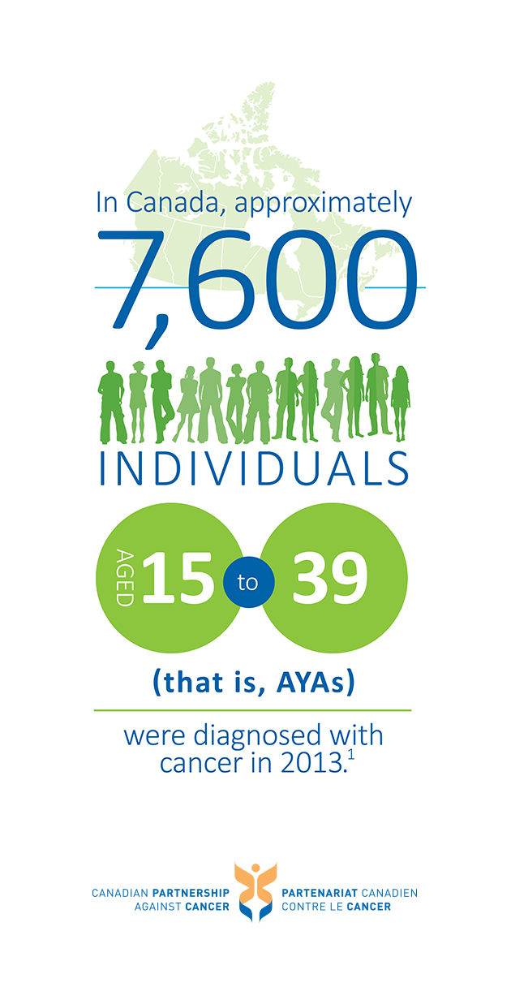 In Canada, approximately
7,600
INDIVIDUALS
AGED 15 to 39
(that is, AYAs)
were diagnosed with
cancer in 2013.1
CANADIAN PARTNERSHIP
AGAINST CANCER
PARTENARIAT CANADIEN
CONTRE LE CANCER